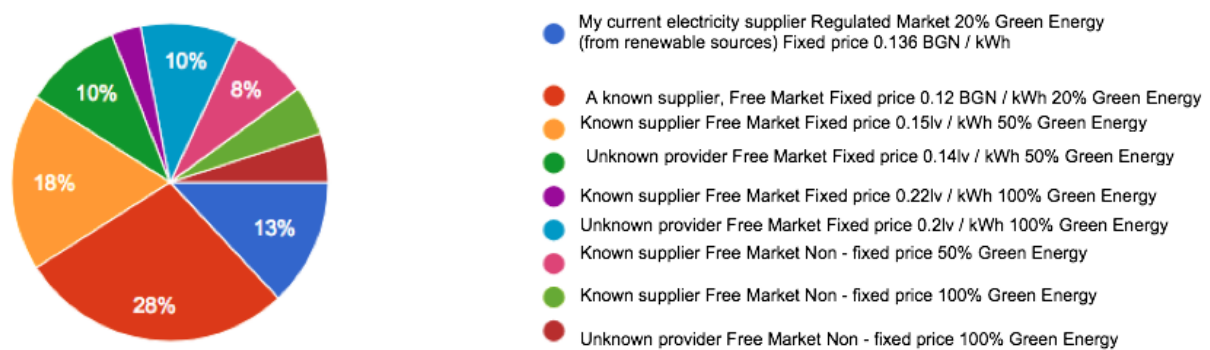 10%
8%
10%
18%
13%
28%
My current electricity supplier Regulated Market 20% Green Energy
(from renewable sources) Fixed price 0.136 BGN / kWh
A known supplier, Free Market Fixed price 0.12 BGN / kWh 20% Green Energy
Known supplier Free Market Fixed price 0.15lv / kWh 50% Green Energy
Unknown provider Free Market Fixed price 0.14lv / kWh 50% Green Energy
Known supplier Free Market Fixed price 0.22lv / kWh 100% Green Energy
Unknown provider Free Market Fixed price 0.2lv / kWh 100% Green Energy
Known supplier Free Market Non - fixed price 50% Green Energy
Known supplier Free Market Non - fixed price 100% Green Energy
Unknown provider Free Market Non - fixed price 100% Green Energy